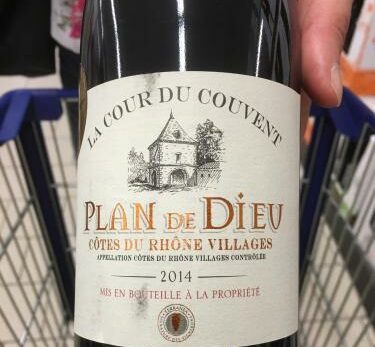 LA COUR DU COUVENT
PLAN DE DIEU
CÔTES DU RHÔNE VILLAGES
APPELLATION CÔTES DU RHÔNE VILLAGES CONTRÔLÉE
2014
MIS EN BOUTEILLE À LA PROPRIÉTÉ